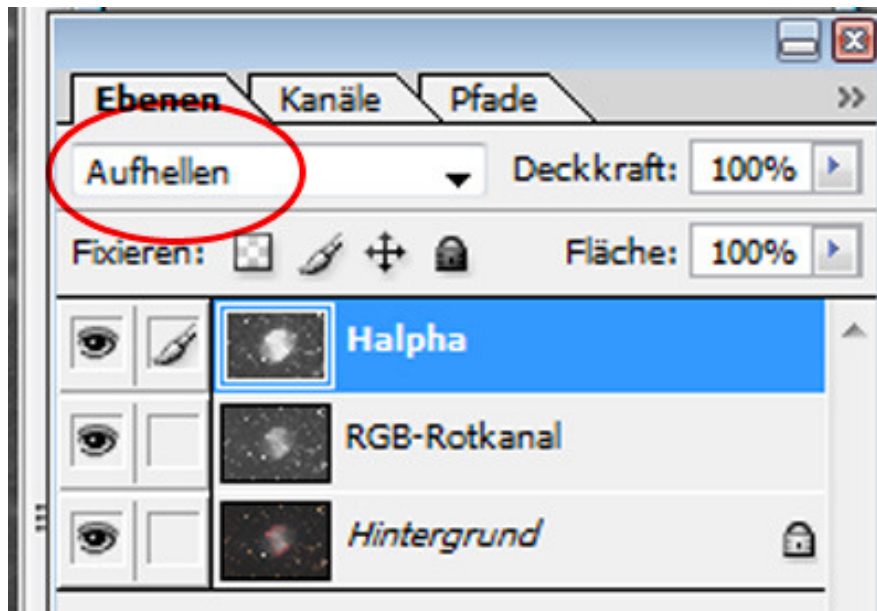 Ebenen Kanäle Pfade
Aufhellen Deckkraft: 100%
Fixieren: Fläche: 100%
Halpha
RGB-Rotkanal
Hintergrund